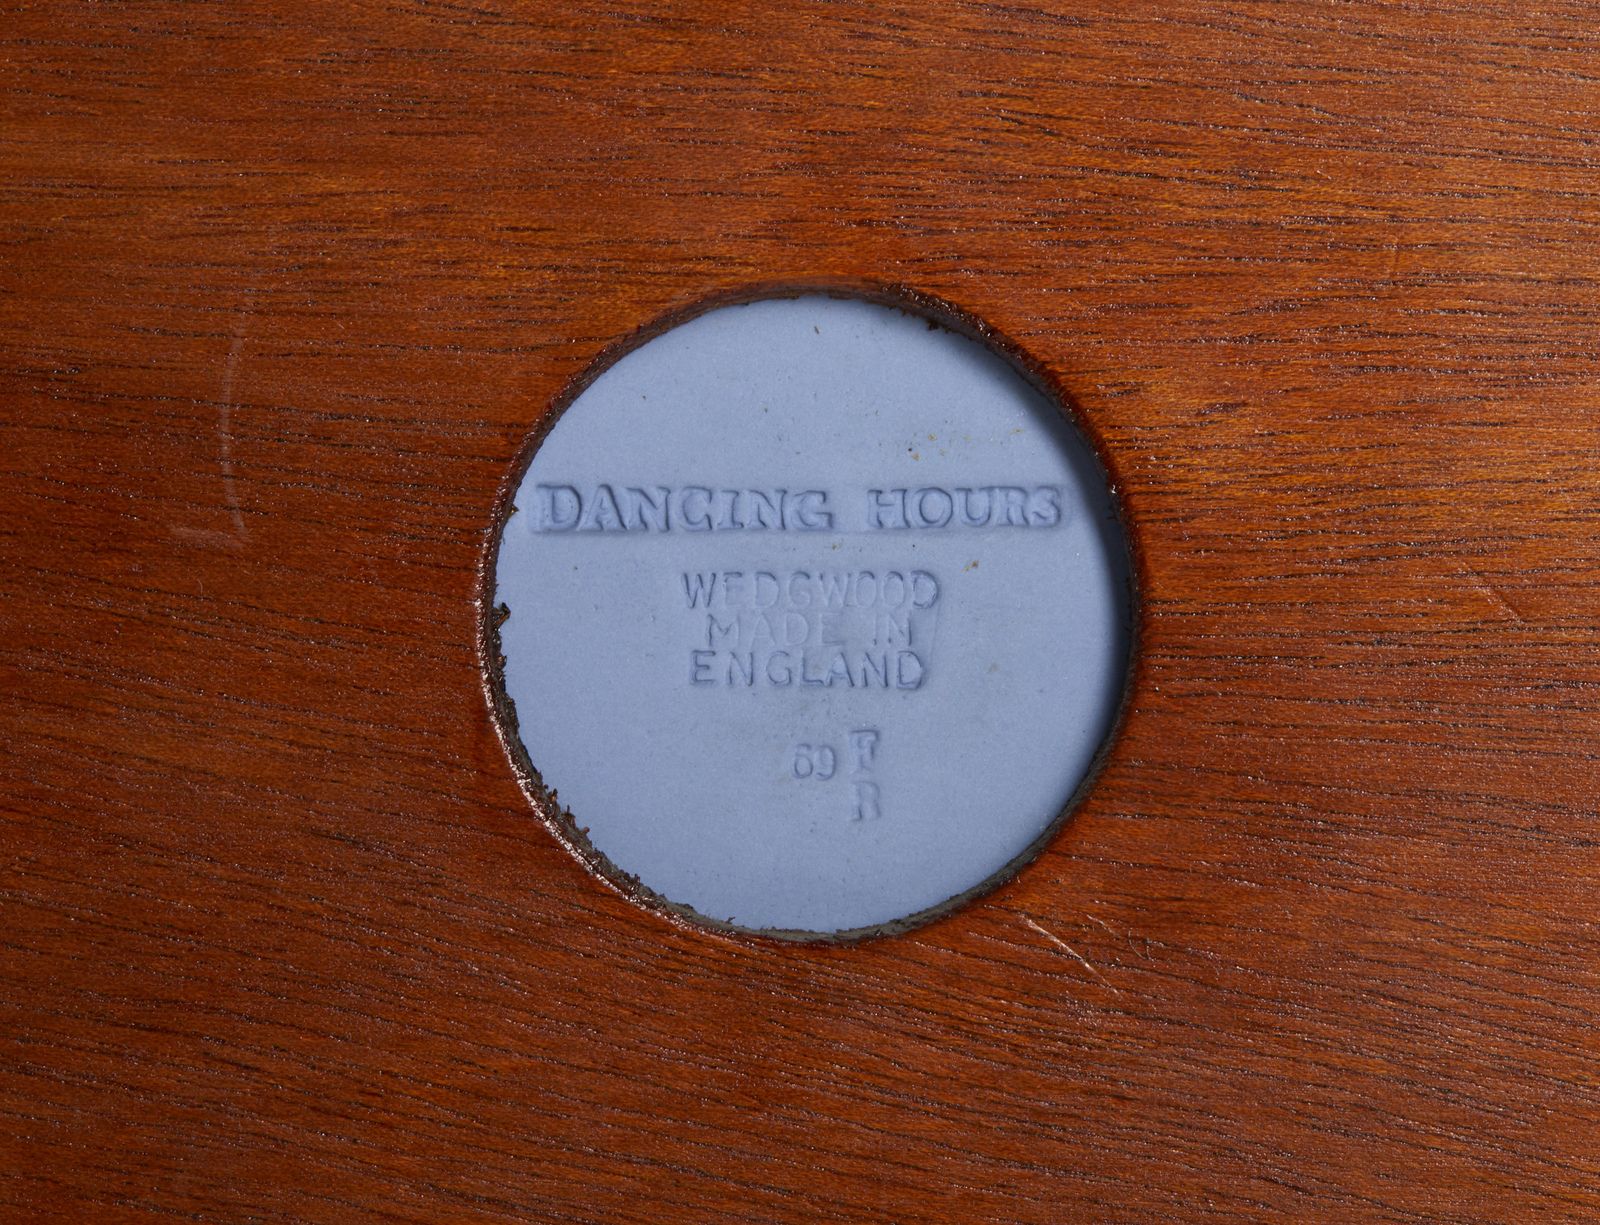 DANCING HOURS
WEDGWOOD
MADE IN
ENGLAND
69 F
R